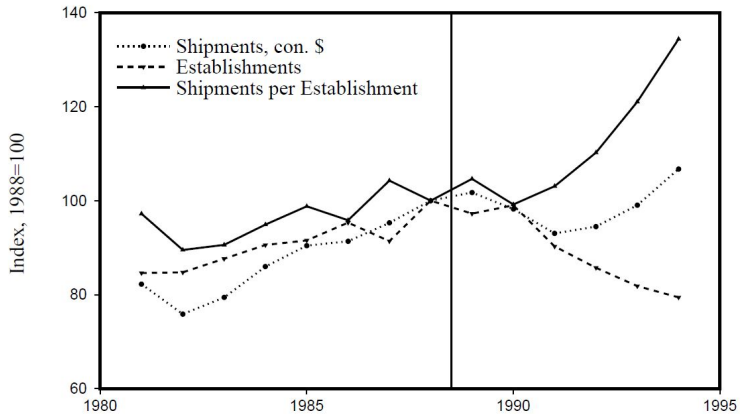 140
Shipments, con. $
Establishments
Shipments per Establishment
120
100
80
60
Index, 1988=100
1980 1985 1990 1995